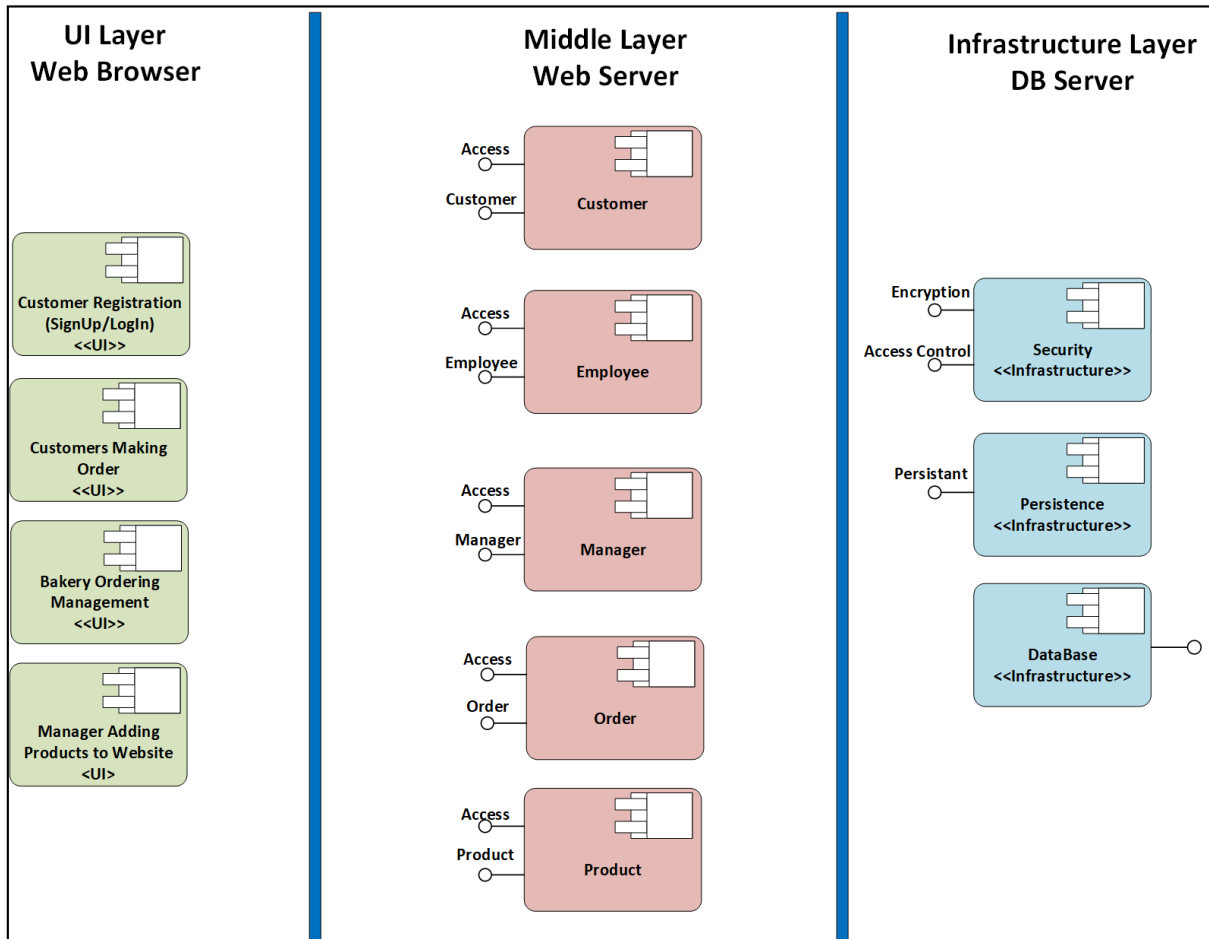 UI Layer
Web Browser
Customer Registration
(SignUp/LogIn)
<<UI>>
Customers Making
Order
<<UI>>
Bakery Ordering
Management
<<UI>>
Manager Adding
Products to Website
<UI>
Middle Layer
Web Server
Access
Customer
Customer
Access
Employee
Employee
Access
Manager
Manager
Access
Order
Order
Access
Product
Product
Infrastructure Layer
DB Server
Encryption
Access Control
Security
<<Infrastructure>>
Persistant
Persistence
<<Infrastructure>>
DataBase
<<Infrastructure>>